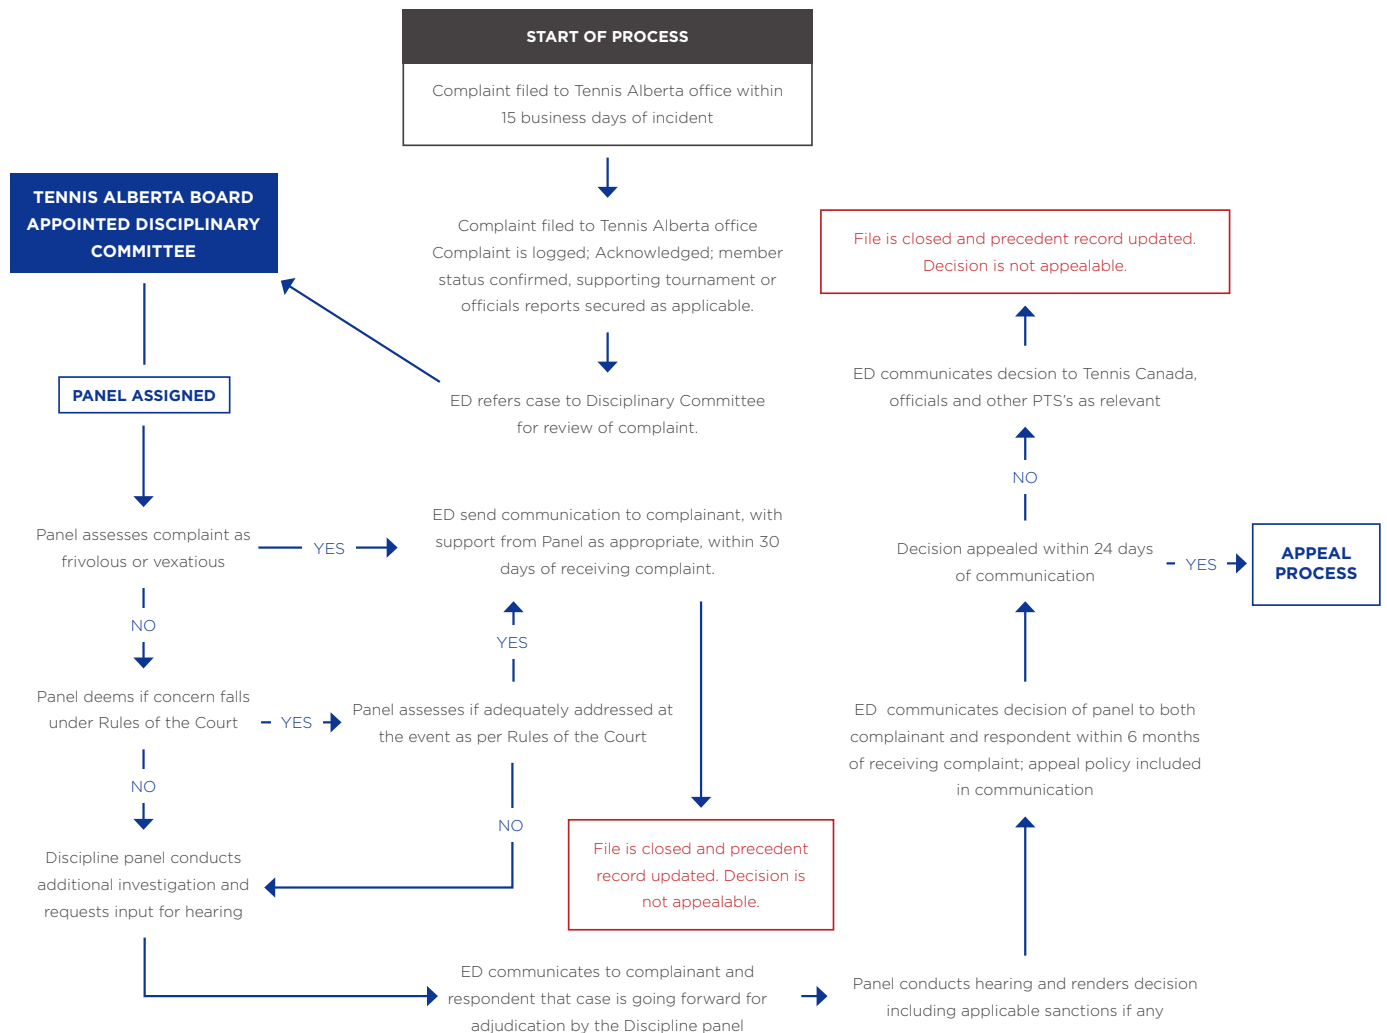 START OF PROCESS
Complaint filed to Tennis Alberta office within
15 business days of incident
TENNIS ALBERTA BOARD
APPOINTED DISCIPLINARY
COMMITTEE
Complaint filed to Tennis Alberta office
Complaint is logged; Acknowledged; member
status confirmed, supporting tournament or
officials reports secured as applicable.
ED refers case to Disciplinary Committee
for review of complaint.
PANEL ASSIGNED
Panel assesses complaint as
frivolous or vexatious
YES
ED send communication to complainant, with
support from Panel as appropriate, within 30
days of receiving complaint.
NO
YES
Panel deems if concern falls
under Rules of the Court
YES
Panel assesses if adequately addressed at
the event as per Rules of the Court
NO
NO
Discipline panel conducts
additional investigation and
requests input for hearing
File is closed and precedent
record updated. Decision is
not appealable.
ED communicates to complainant and
respondent that case is going forward for
adjudication by the Discipline panel
Panel conducts hearing and renders decision
including applicable sanctions if any
ED  communicates decision of panel to both
complainant and respondent within 6 months
of receiving complaint; appeal policy included
in communication
Decision appealed within 24 days
of communication
YES
APPEAL
PROCESS
NO
ED communicates decsion to Tennis Canada,
officials and other PTS's as relevant
File is closed and precedent record updated.
Decision is not appealable.